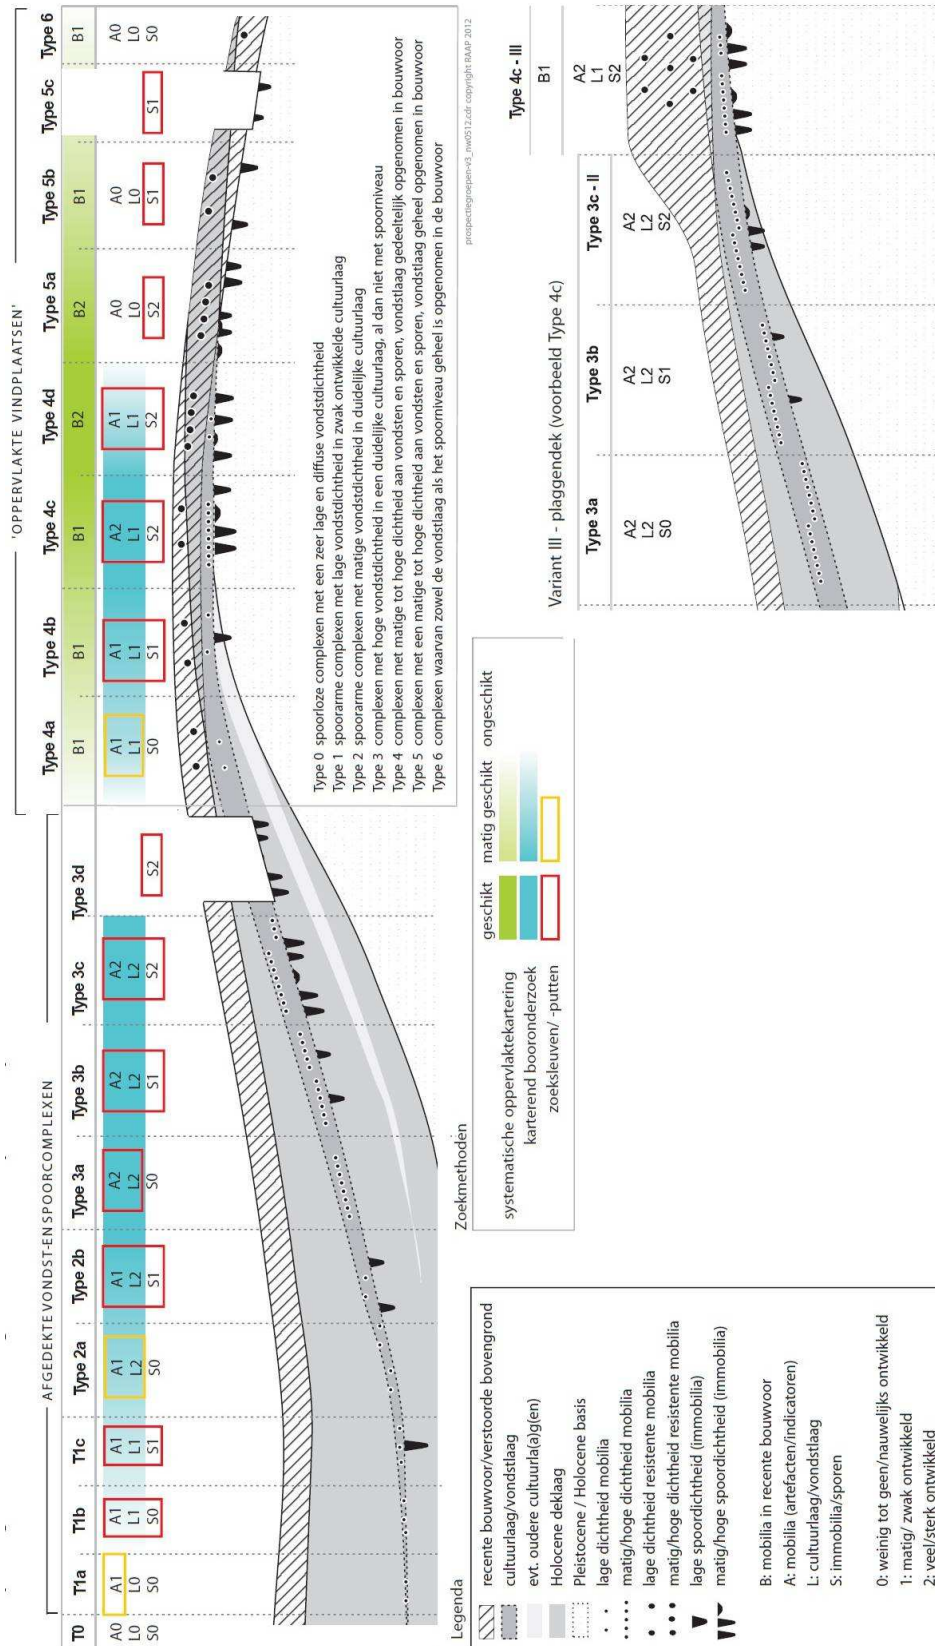 AFGEDEKTE VONDST- EN SPOORCOMPLEXEN
'OPPERVLAKTE VINDPLAATSEN'
T0 T1a T1b T1c Type 2a Type 2b Type 3a Type 3b Type 3c Type 3d Type 4a Type 4b Type 4c Type 4d Type 5a Type 5b Type 5c Type 6
B1 B1 B1 B2 B2 B1 B1
A0 A1 A1 A1 A1 A1 A2 A2 A2 A1 A1 A2 A1 A0 A0 A0
L0 L0 L1 L1 L2 L2 L2 L2 L2 L1 L1 L1 L1 L0 L0 L0
S0 S0 S0 S1 S0 S1 S0 S1 S2 S2 S0 S1 S2 S2 S2 S1 S1 S0
Type 0 spoorloze complexen met een zeer lage en diffuse vondstdichtheid
Type 1 spoorarme complexen met lage vondstdichtheid in zwak ontwikkelde cultuurlaag
Type 2 spoorarme complexen met matige vondstdichtheid in duidelijke cultuurlaag
Type 3 complexen met hoge vondstdichtheid in een duidelijke cultuurlaag, al dan niet met spoorniveau
Type 4 complexen met matige tot hoge dichtheid aan vondsten en sporen, vondstlaag gedeeltelijk opgenomen in bouwvoor
Type 5 complexen met een matige tot hoge dichtheid aan vondsten en sporen, vondstlaag geheel opgenomen in bouwvoor
Type 6 complexen waarvan zowel de vondstlaag als het spoorniveau geheel is opgenomen in de bouwvoor
prospectiegroepen-v3_nw0512.cdr copyright RAAP 2012
Legenda
recente bouwvoor/verstoorde bovengrond
cultuurlaag/vondstlaag
evt. oudere cultuurla(a)g(en)
Holocene deklaag
Pleistocene / Holocene basis
lage dichtheid mobilia
matig/hoge dichtheid mobilia
lage dichtheid resistente mobilia
matig/hoge dichtheid resistente mobilia
lage spoordichtheid (immobilia)
matig/hoge spoordichtheid (immobilia)
B: mobilia in recente bouwvoor
A: mobilia (artefacten/indicatoren)
L: cultuurlaag/vondstlaag
S: immobilia/sporen
0: weinig tot geen/nauwelijks ontwikkeld
1: matig/ zwak ontwikkeld
2: veel/sterk ontwikkeld
Zoekmethoden
geschikt matig geschikt ongeschikt
systematische oppervlaktekartering
karterend booronderzoek
zoeksleuven/ -putten
Variant III - plaggendek (voorbeeld Type 4c)
Type 3a Type 3b Type 3c - II Type 4c - III
B1
A2 A2 A2 A2
L2 L2 L2 L1
S0 S1 S2 S2